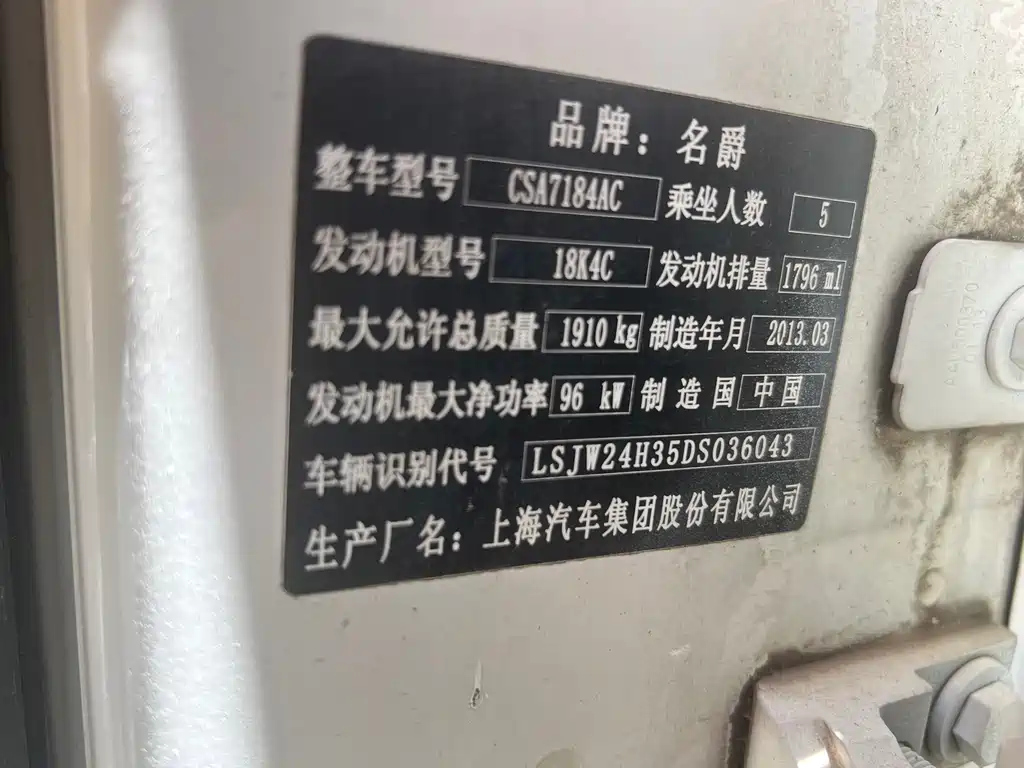 品牌：名爵
整车型号 CSA7184AC 乘坐人数 5
发动机型号 18K4C 发动机排量 1796 ml
最大允许总质量 1910 kg 制造年月 2013.03
发动机最大净功率 96 kW 制造国 中国
车辆识别代号 LSJW24H35DS036043
生产厂名：上海汽车集团股份有限公司